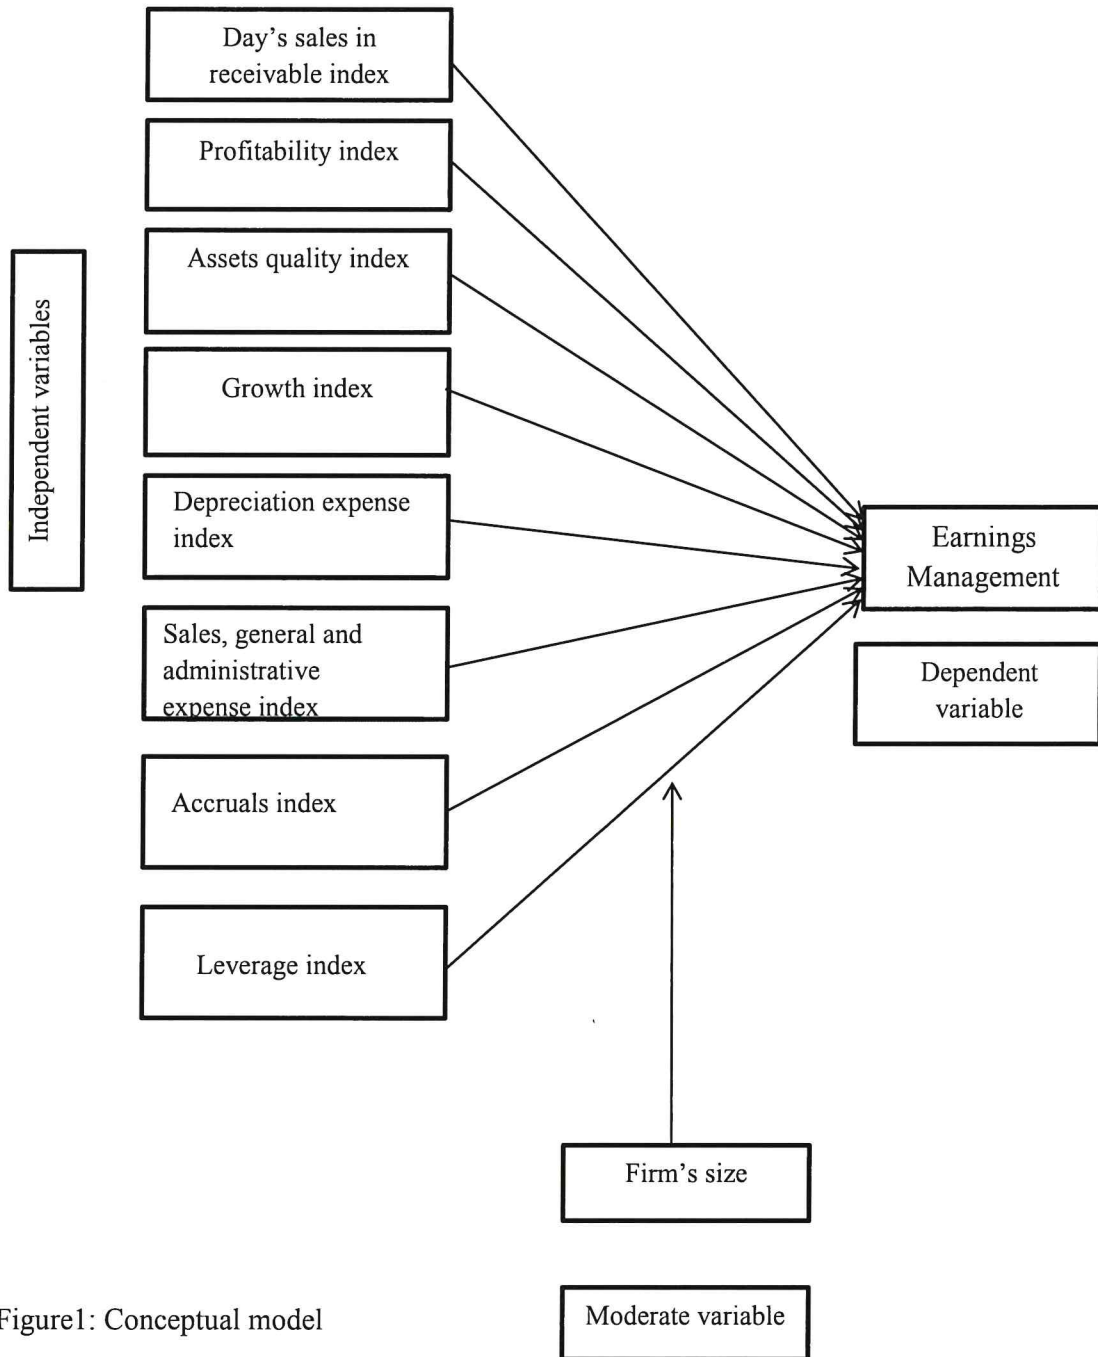 Day’s sales in
receivable index
Profitability index
Assets quality index
Growth index
Depreciation expense
index
Sales, general and
administrative
expense index
Accruals index
Leverage index
Independent variables
Earnings
Management
Dependent
variable
Firm’s size
Moderate variable
Figure1: Conceptual model